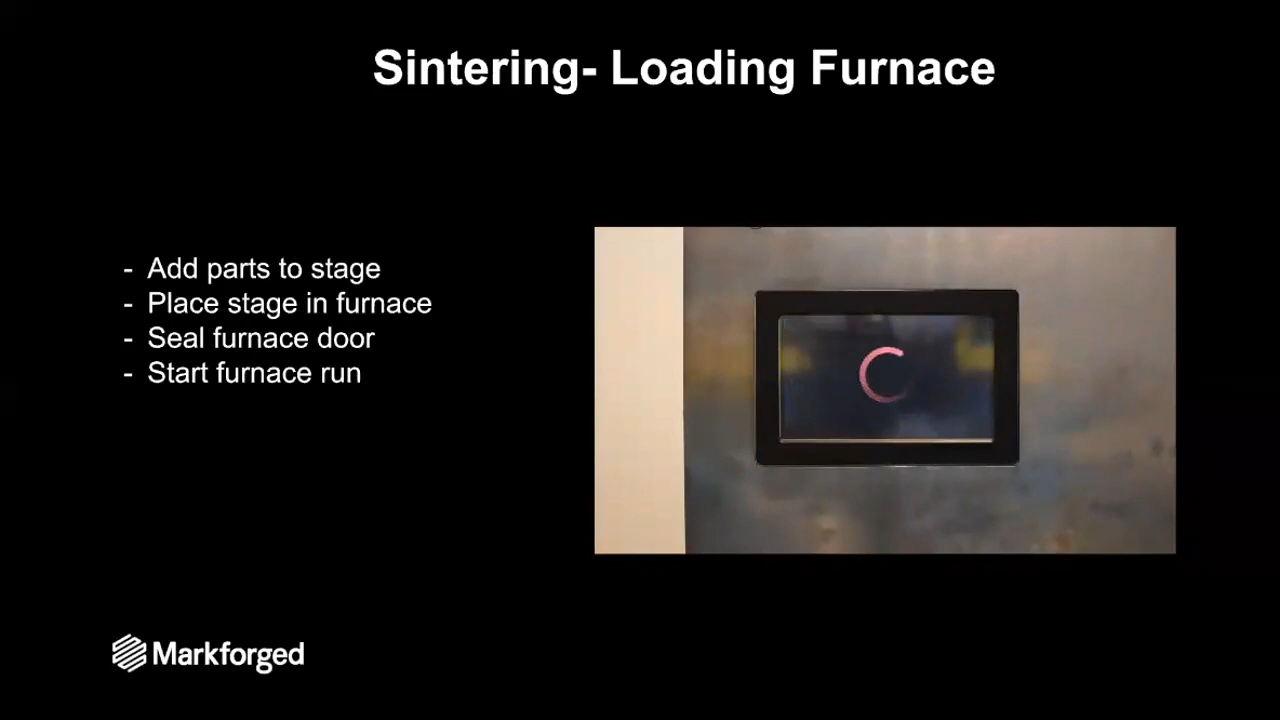 Sintering- Loading Furnace
- Add parts to stage
- Place stage in furnace
- Seal furnace door
- Start furnace run
Markforged